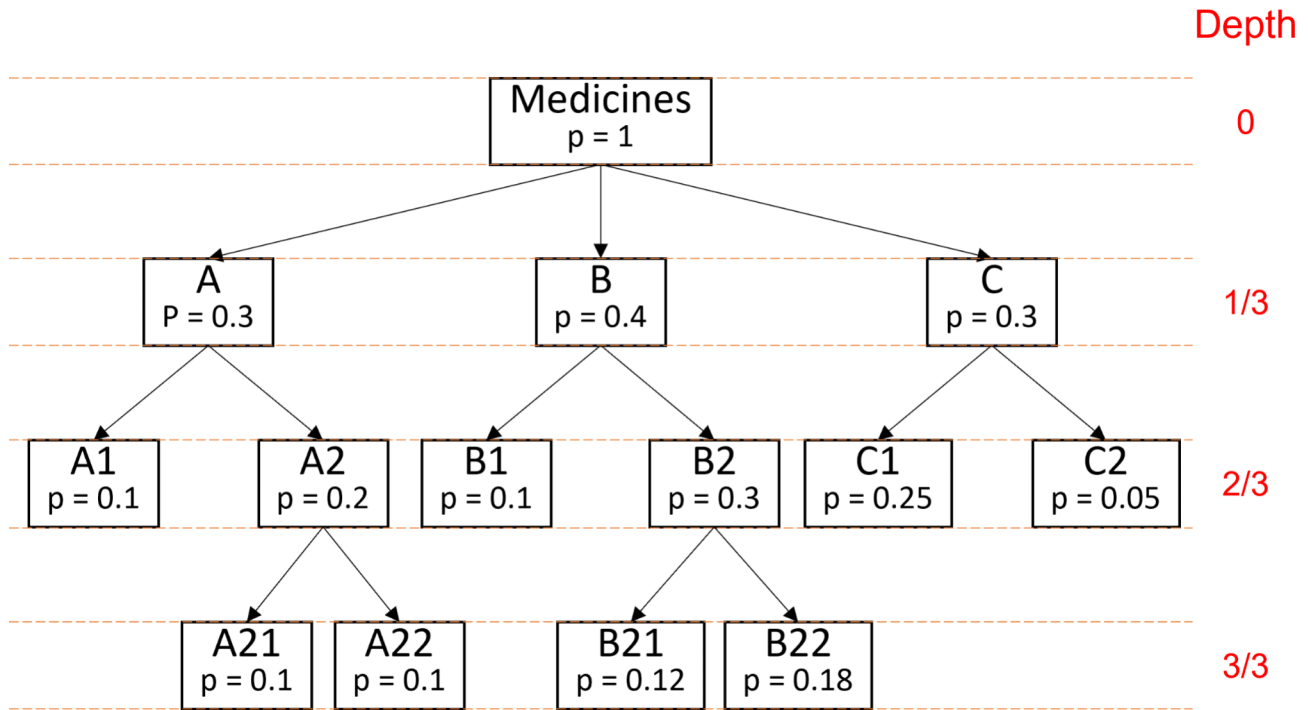 Depth
Medicines
p = 1
0
A
P = 0.3
B
p = 0.4
C
p = 0.3
1/3
A1
p = 0.1
A2
p = 0.2
B1
p = 0.1
B2
p = 0.3
C1
p = 0.25
C2
p = 0.05
2/3
A21
p = 0.1
A22
p = 0.1
B21
p = 0.12
B22
p = 0.18
3/3